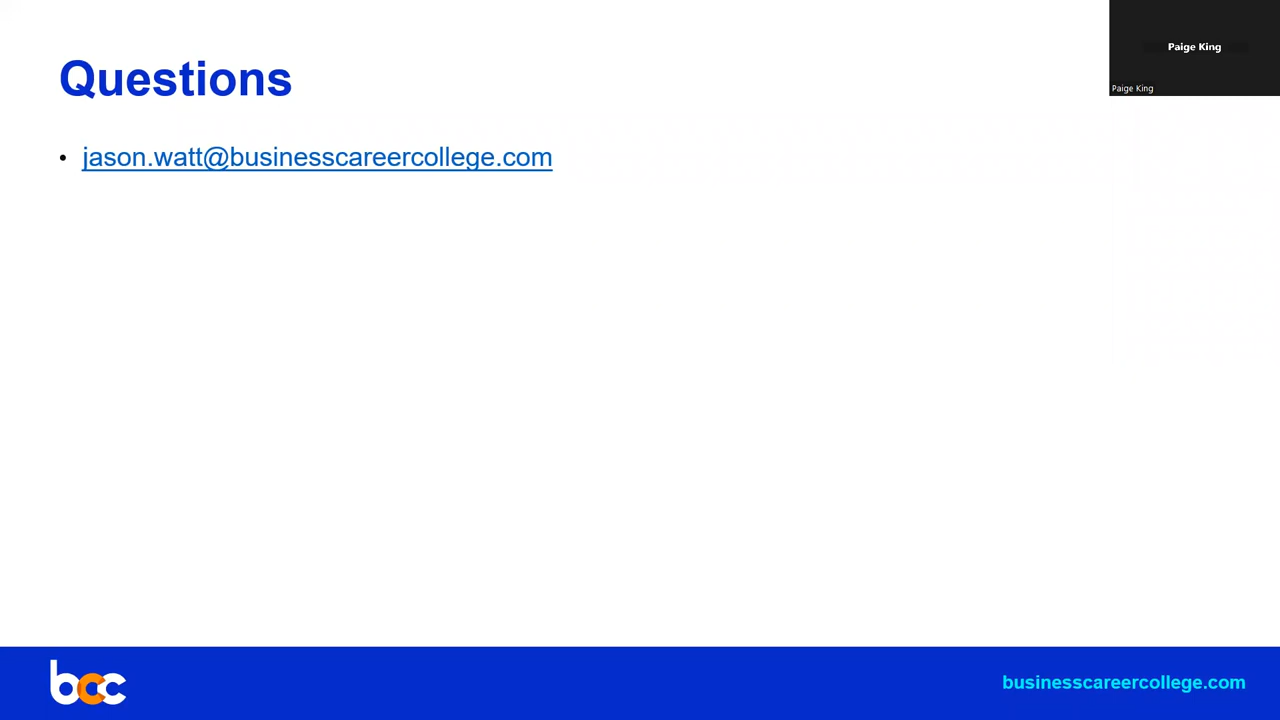 Paige King
Paige King
Questions
• jason.watt@businesscareercollege.com
bcc
businesscareercollege.com